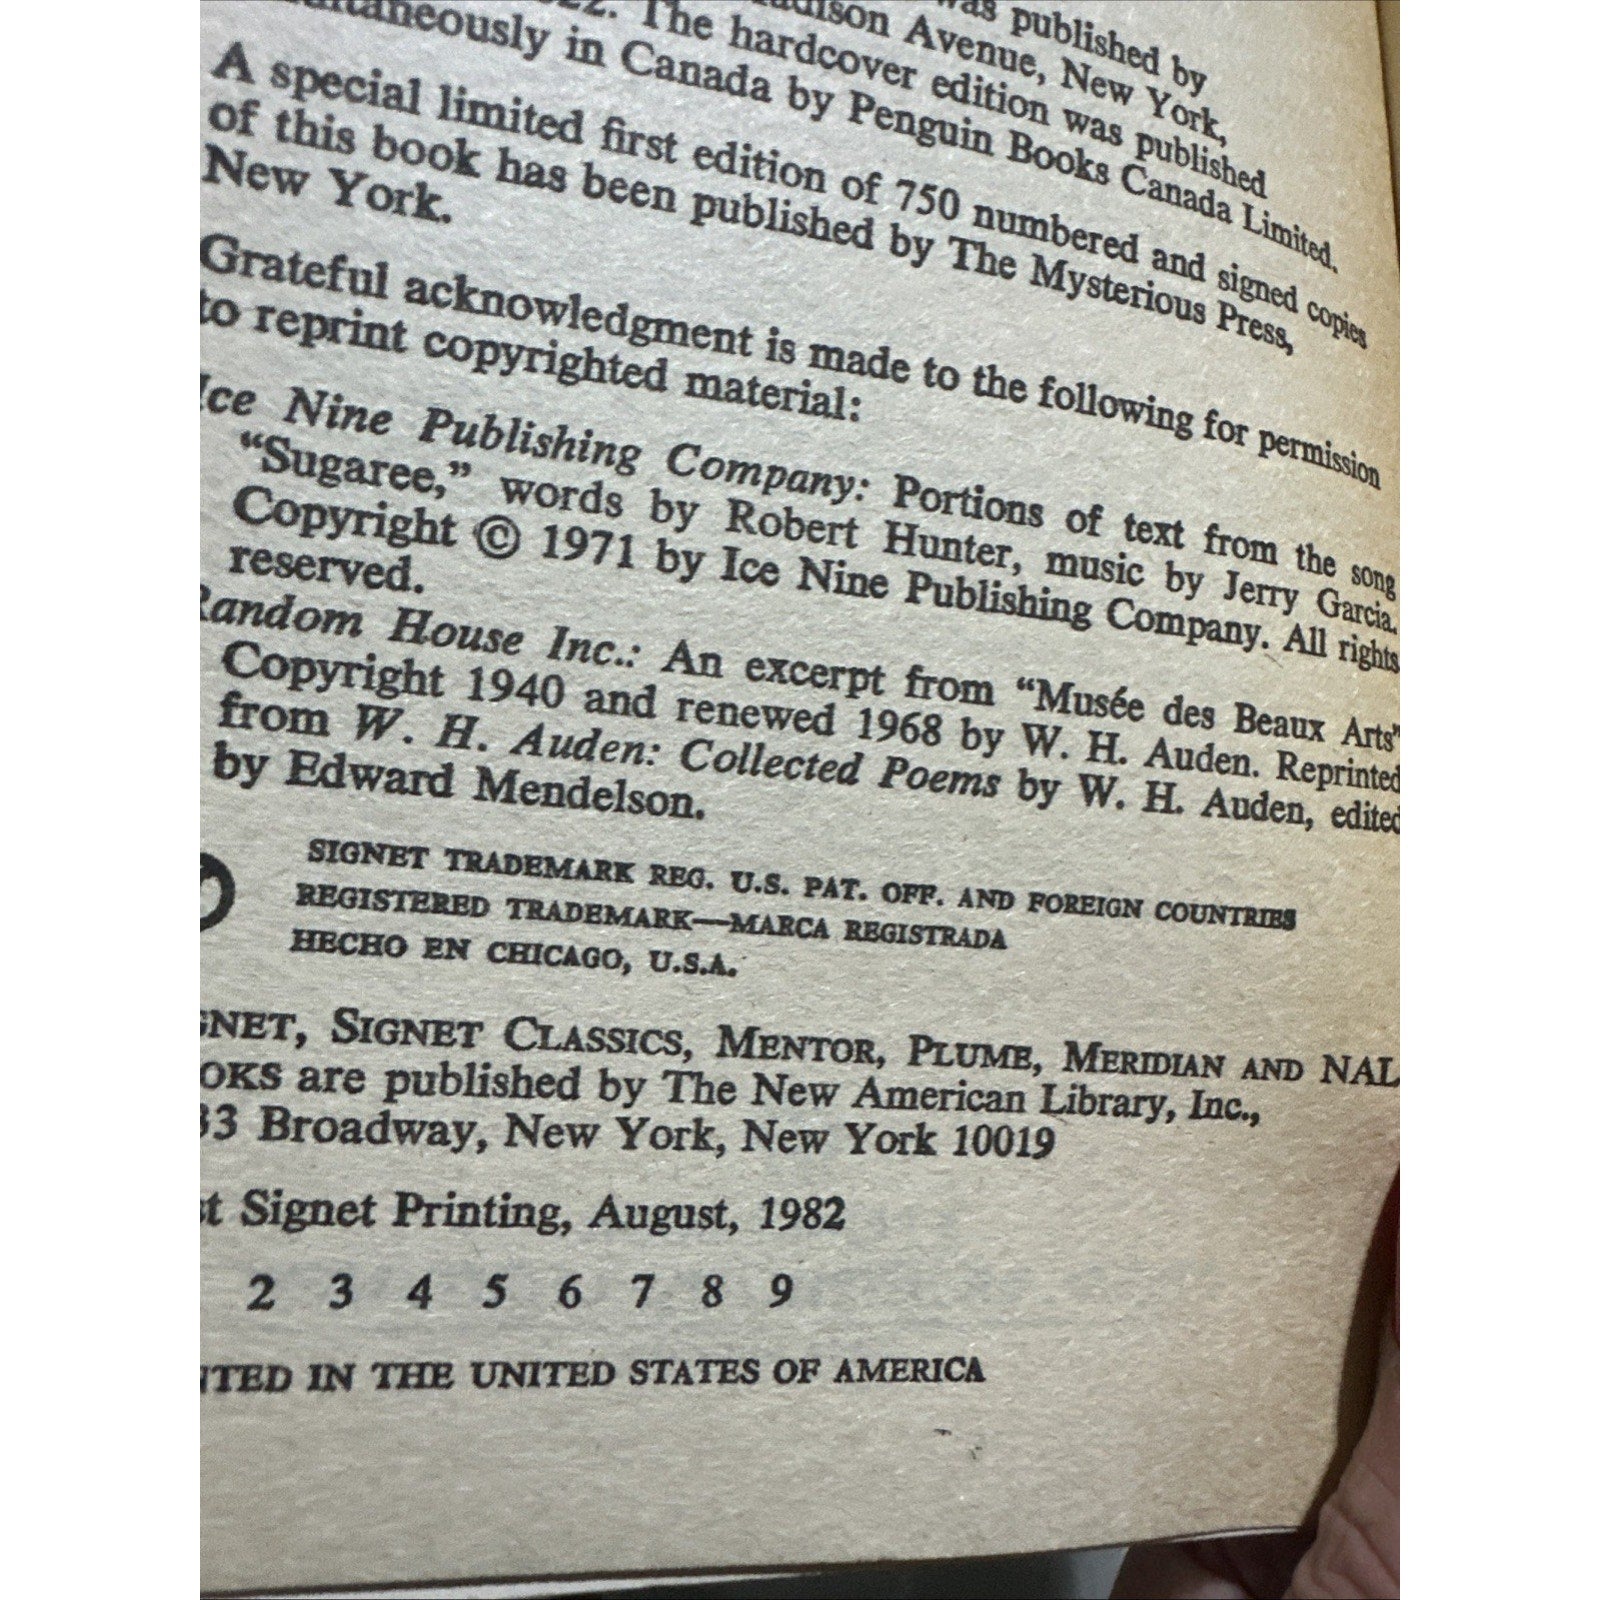 was published by
Avenue, New York,
The hardcover edition was published
in Canada by Penguin Books Canada Limited.
A special limited first edition of 750 numbered and signed copies
of this book has been published by The Mysterious Press,
New York.
Grateful acknowledgment is made to the following for permission
to reprint copyrighted material:
Ice Nine Publishing Company: Portions of text from the song
“Sugaree,” words by Robert Hunter, music by Jerry Garcia.
Copyright © 1971 by Ice Nine Publishing Company. All rights
reserved.
Random House Inc.: An excerpt from “Musée des Beaux Arts”
Copyright 1940 and renewed 1968 by W. H. Auden. Reprinted
from W. H. Auden: Collected Poems by W. H. Auden, edited
by Edward Mendelson.
SIGNET TRADEMARK REG. U.S. PAT. OFF. AND FOREIGN COUNTRIES
REGISTERED TRADEMARK—MARCA REGISTRADA
HECHO EN CHICAGO, U.S.A.
GNET, SIGNET CLASSICS, MENTOR, PLUME, MERIDIAN AND NAL
OKS are published by The New American Library, Inc.,
33 Broadway, New York, New York 10019
st Signet Printing, August, 1982
2 3 4 5 6 7 8 9
NTED IN THE UNITED STATES OF AMERICA